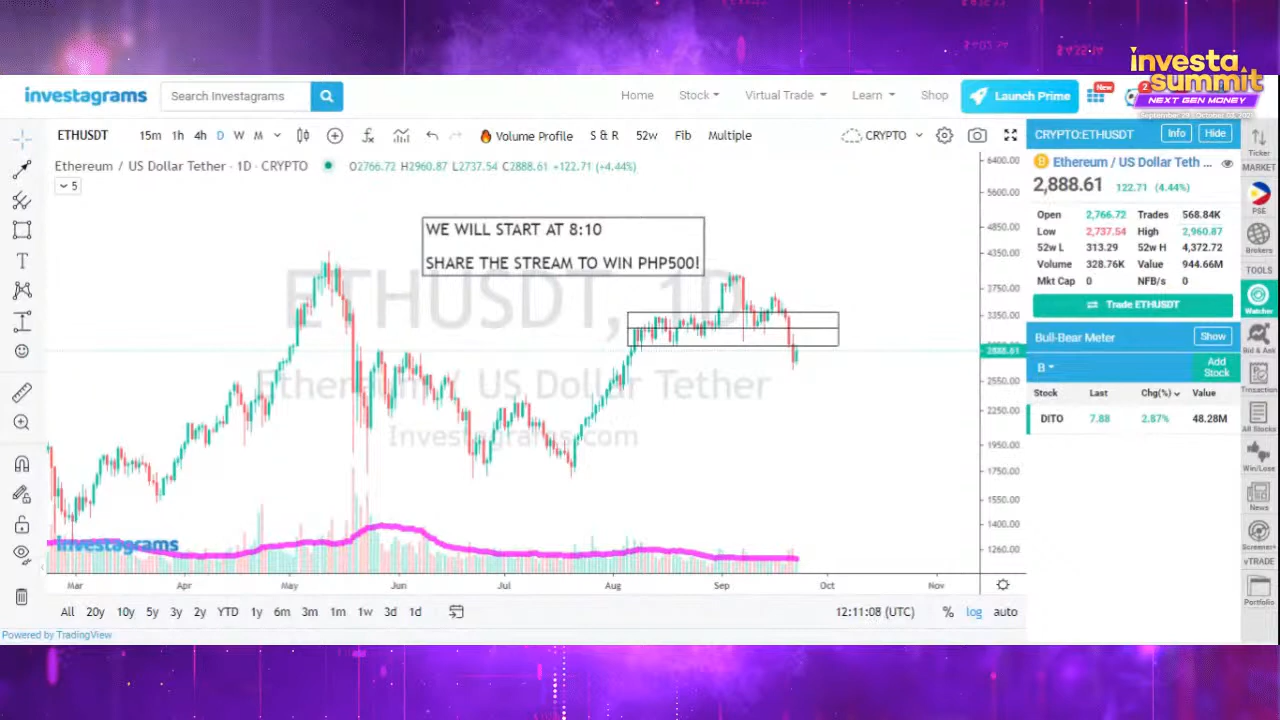 investa
summit
NEXT GEN MONEY
investagrams
Search Investagrams
Home
Stock
Virtual Trade
Learn
Shop
Launch Prime
New
2
ETHUSDT
15m
1h
4h
D
W
M
Volume Profile
S & R
52w
Fib
Multiple
CRYPTO
Ethereum / US Dollar Tether · 1D · CRYPTO
O2766.72 H2960.87 L2737.54 C2888.61 +122.71 (+4.44%)
5
WE WILL START AT 8:10
SHARE THE STREAM TO WIN PHP500!
ETHUSDT, 1D
Ethereum / US Dollar Tether
Investagrams.com
investagrams
6400.00
5600.00
4850.00
4350.00
3750.00
3350.00
2888.61
2550.00
2250.00
1950.00
1750.00
1550.00
1400.00
1260.00
Mar
Apr
May
Jun
Jul
Aug
Sep
Oct
Nov
All
20y
10y
5y
3y
2y
YTD
1y
6m
3m
1m
1w
3d
1d
12:11:08 (UTC)
%
log
auto
Powered by TradingView
CRYPTO:ETHUSDT
Info
Hide
Ethereum / US Dollar Teth ...
2,888.61 122.71 (4.44%)
Open 2,766.72 Trades 568.84K
Low 2,737.54 High 2,960.87
52w L 313.29 52w H 4,372.72
Volume 328.76K Value 944.66M
Mkt Cap 0 NFB/S 0
Trade ETHUSDT
Bull-Bear Meter
Show
B
Add
Stock
Stock Last Chg(%) Value
DITO 7.88 2.87% 48.28M
Ticker
MARKET
PSE
Brokers
TOOLS
Watcher
Bid & Ask
Transaction
All Stocks
Win/Lose
News
Screener+
vTRADE
Portfolio